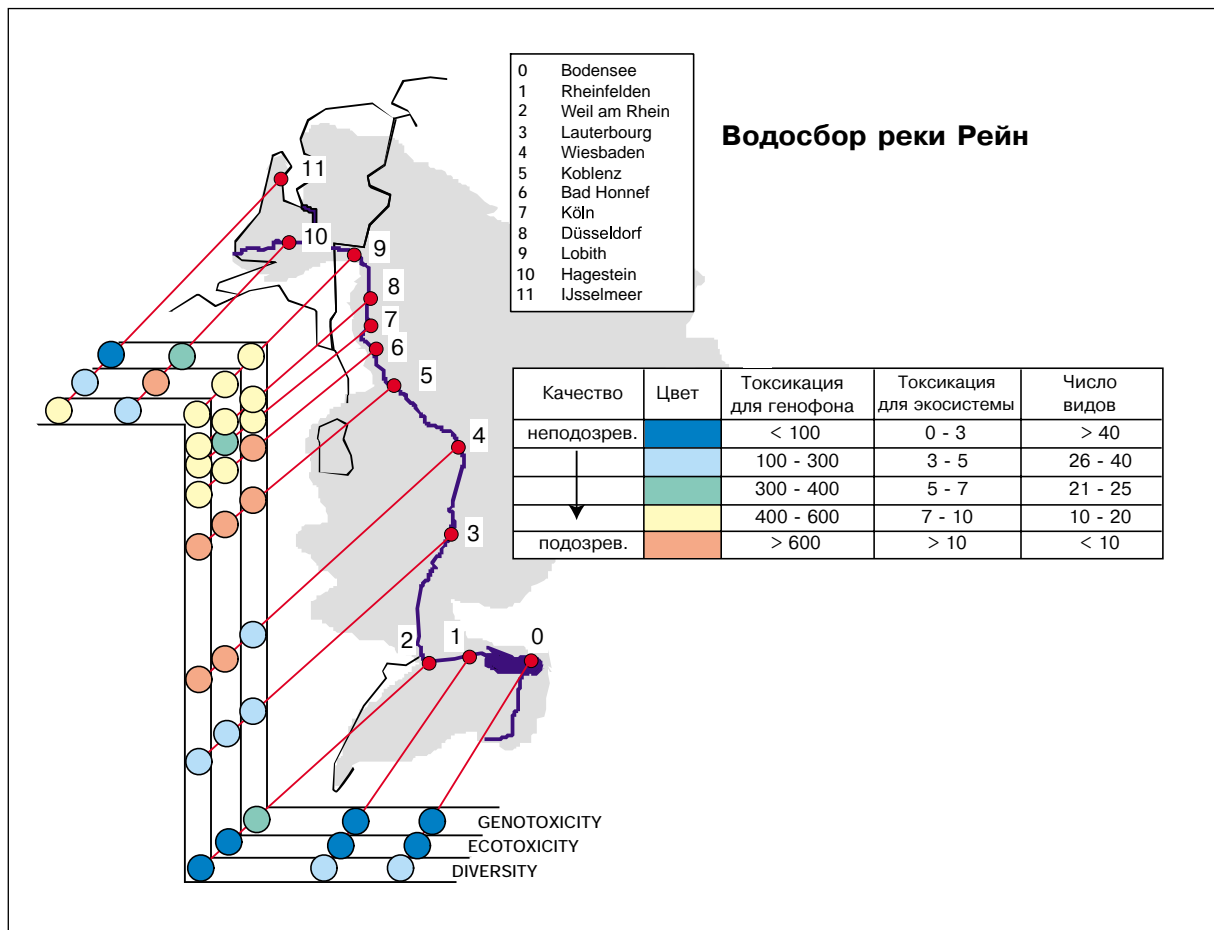 0 Bodensee
1 Rheinfelden
2 Weil am Rhein
3 Lauterbourg
4 Wiesbaden
5 Koblenz
6 Bad Honnef
7 Köln
8 Düsseldorf
9 Lobith
10 Hagestein
11 IJsselmeer
Водосбор реки Рейн
11
10
9
8
7
6
5
4
3
2
1
0
Качество Цвет Токсикация для генофона Токсикация для экосистемы Число видов
неподозрев. < 100 0 - 3 > 40
100 - 300 3 - 5 26 - 40
300 - 400 5 - 7 21 - 25
400 - 600 7 - 10 10 - 20
подозрев. > 600 > 10 < 10
GENOTOXICITY
ECOTOXICITY
DIVERSITY